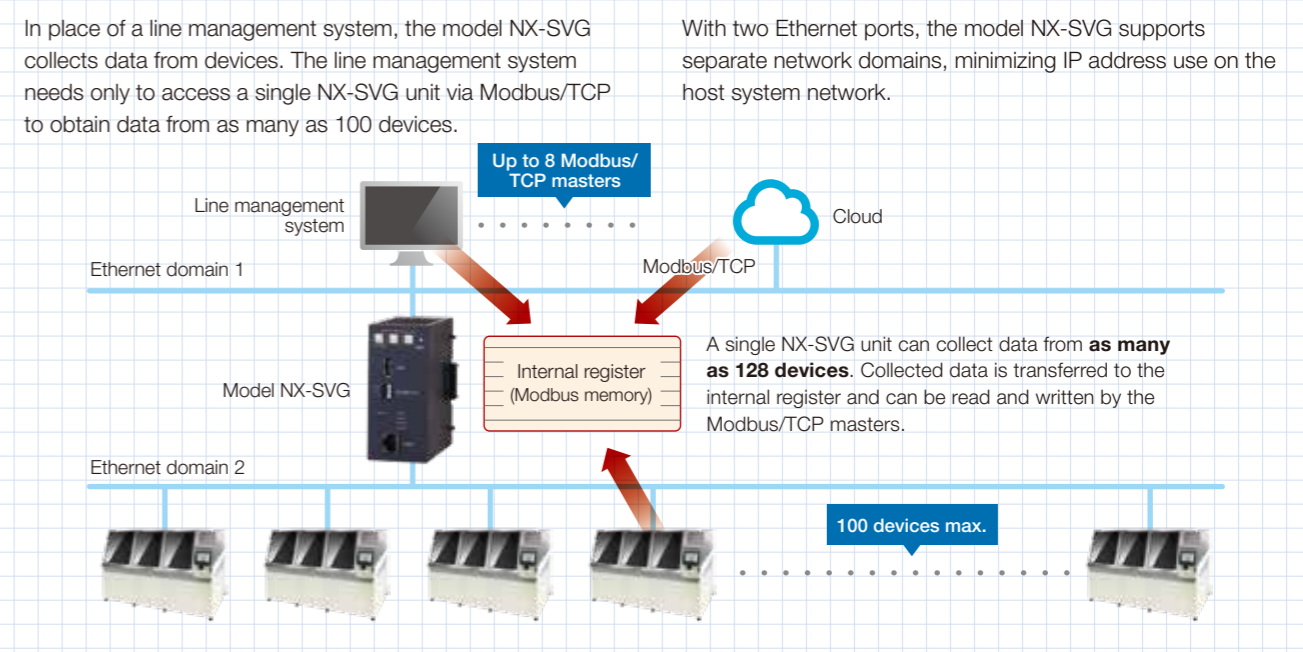 In place of a line management system, the model NX-SVG
collects data from devices. The line management system
needs only to access a single NX-SVG unit via Modbus/TCP
to obtain data from as many as 100 devices.
With two Ethernet ports, the model NX-SVG supports
separate network domains, minimizing IP address use on the
host system network.
Up to 8 Modbus/
TCP masters
Line management
system
Cloud
Ethernet domain 1
Modbus/TCP
Model NX-SVG
Internal register
(Modbus memory)
A single NX-SVG unit can collect data from as many
as 128 devices. Collected data is transferred to the
internal register and can be read and written by the
Modbus/TCP masters.
Ethernet domain 2
100 devices max.